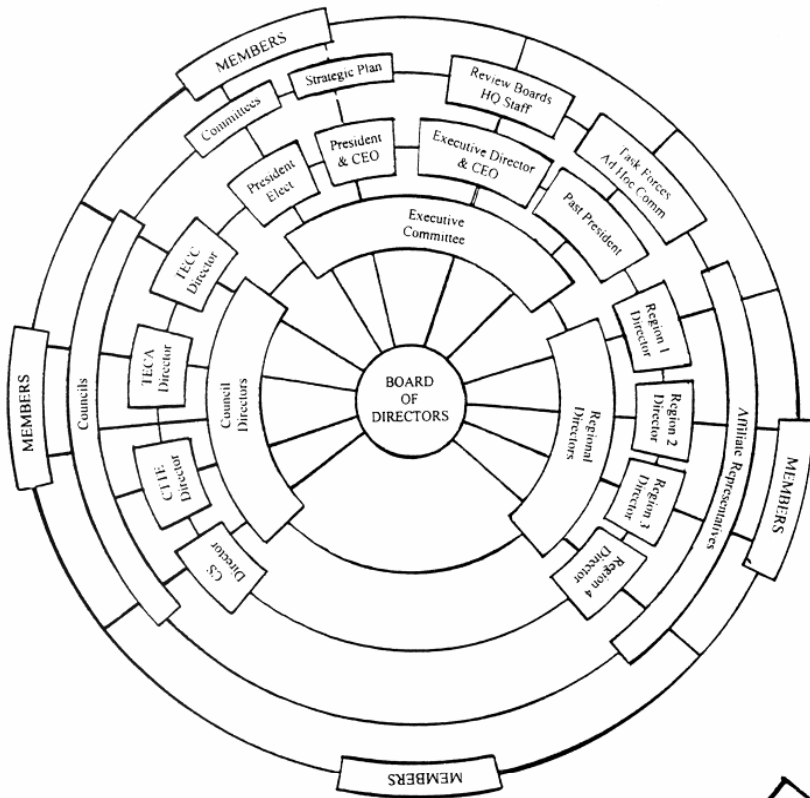 MEMBERS
Strategic Plan
Committees
Review Boards
HQ Staff
Task Forces
Ad Hoc Comm
President
Elect
President
& CEO
Executive Director
& CEO
Past President
Executive
Committee
TECC
Director
TECA
Director
CTTE
Director
CS
Director
Council
Directors
Councils
MEMBERS
BOARD
OF
DIRECTORS
Regional
Directors
Region 1
Director
Region 2
Director
Region 3
Director
Region 4
Director
Affiliate Representatives
MEMBERS
MEMBERS